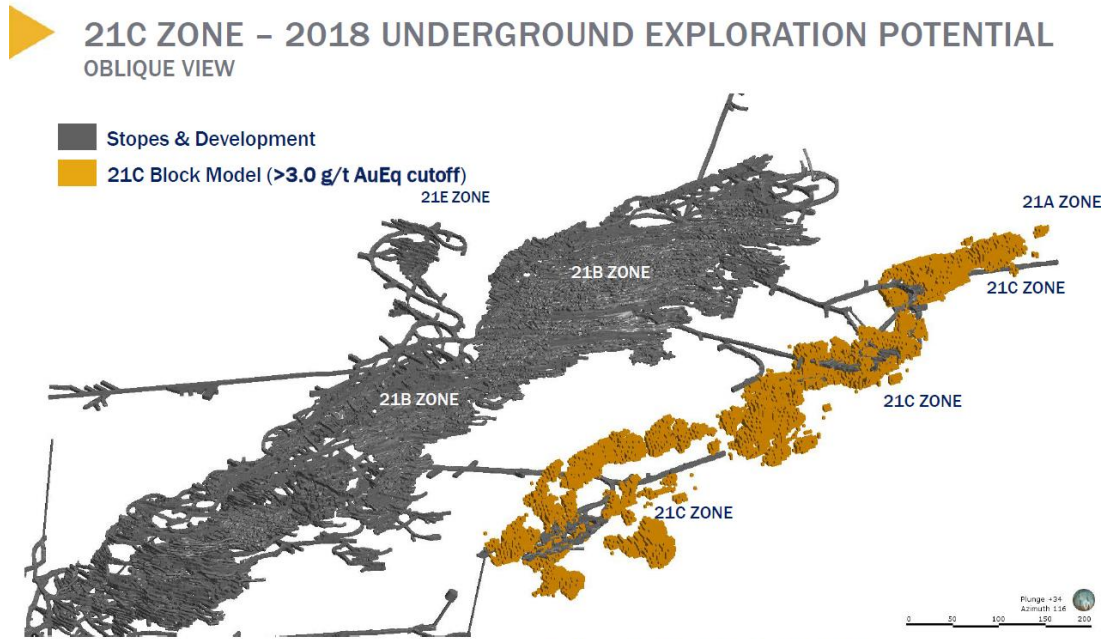 21C ZONE – 2018 UNDERGROUND EXPLORATION POTENTIAL
OBLIQUE VIEW
Stopes & Development
21C Block Model (>3.0 g/t AuEq cutoff)
21E ZONE
21A ZONE
21B ZONE
21C ZONE
21B ZONE
21C ZONE
21C ZONE
Plunge +34
Azimuth 116
0 50 100 150 200